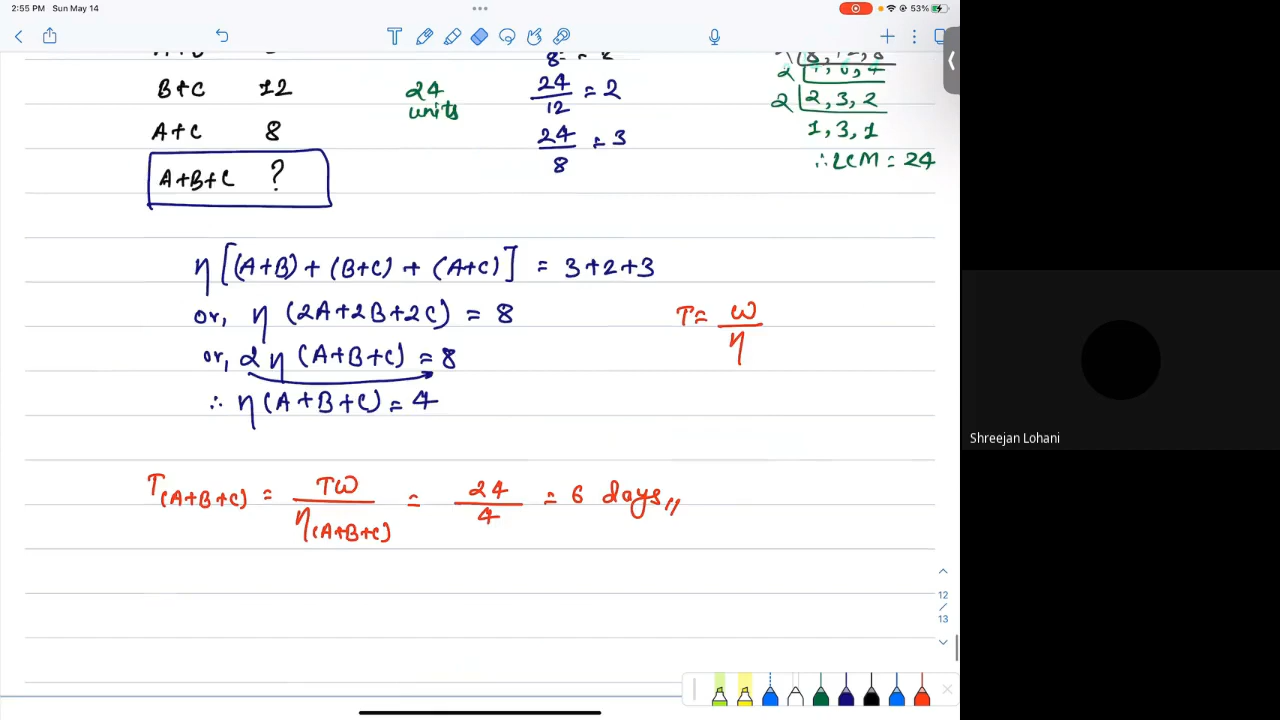 2:55 PM Sun May 14
53%
B+C 12
A+C 8
A+B+C ?
24
units
24/12 = 2
24/8 = 3
2 | 2, 3, 2
1, 3, 1
∴ LCM = 24
η[(A+B) + (B+C) + (A+C)] = 3+2+3
or, η (2A+2B+2C) = 8
or, 2η (A+B+C) = 8
∴ η(A+B+C) = 4
T = W/η
T(A+B+C) = TW/η(A+B+C) = 24/4 = 6 days,,
12
/
13
Shreejan Lohani